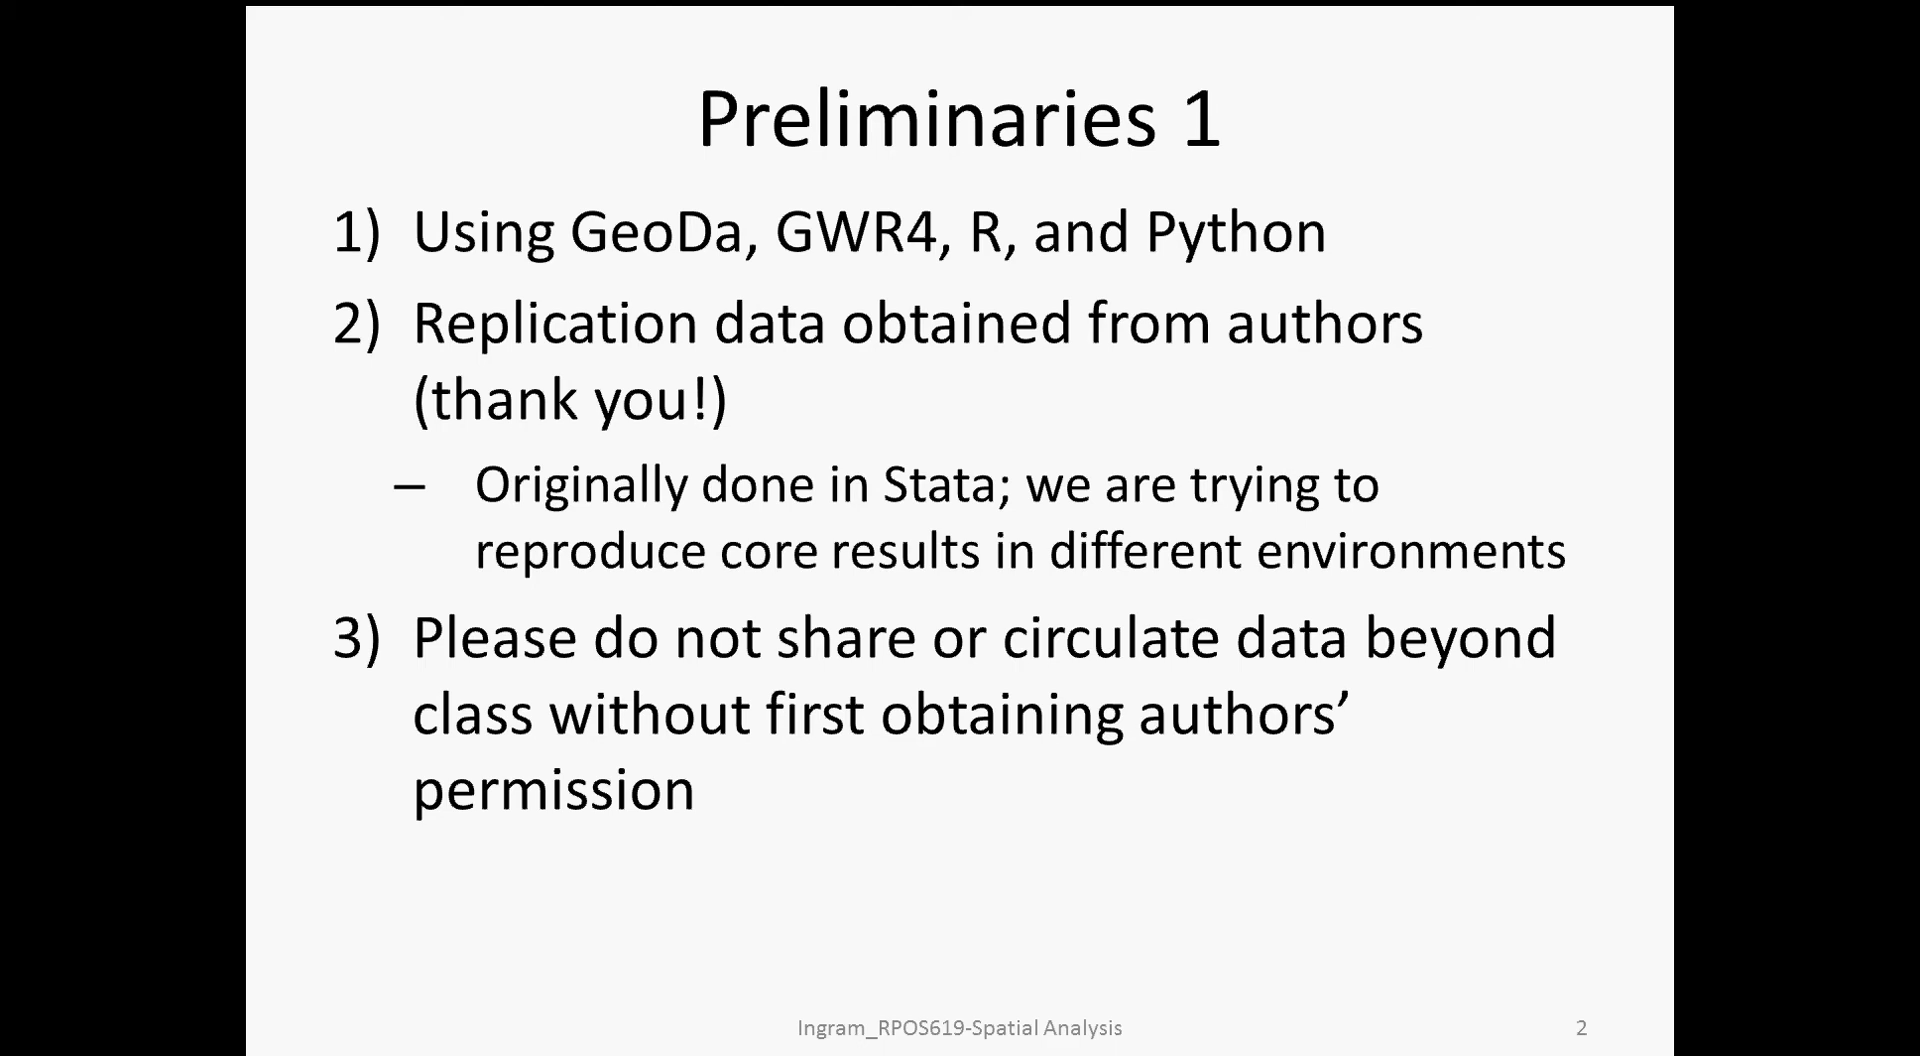 Preliminaries 1
1) Using GeoDa, GWR4, R, and Python
2) Replication data obtained from authors
(thank you!)
– Originally done in Stata; we are trying to
reproduce core results in different environments
3) Please do not share or circulate data beyond
class without first obtaining authors’
permission
Ingram_RPOS619-Spatial Analysis
2